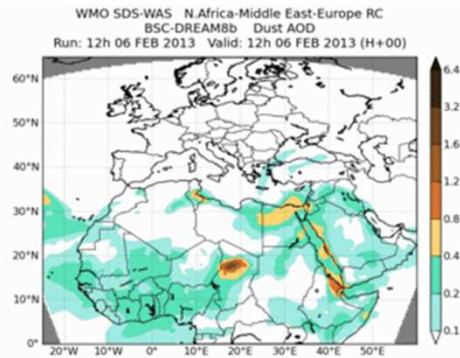 WMO SDS-WAS N.Africa-Middle East-Europe RC
BSC-DREAM8b Dust AOD
Run: 12h 06 FEB 2013 Valid: 12h 06 FEB 2013 (H+00)
60°N
50°N
40°N
30°N
20°N
10°N
0°
20°W 10°W 0° 10°E 20°E 30°E 40°E 50°E
6.4
3.2
1.6
1.2
0.8
0.4
0.2
0.1